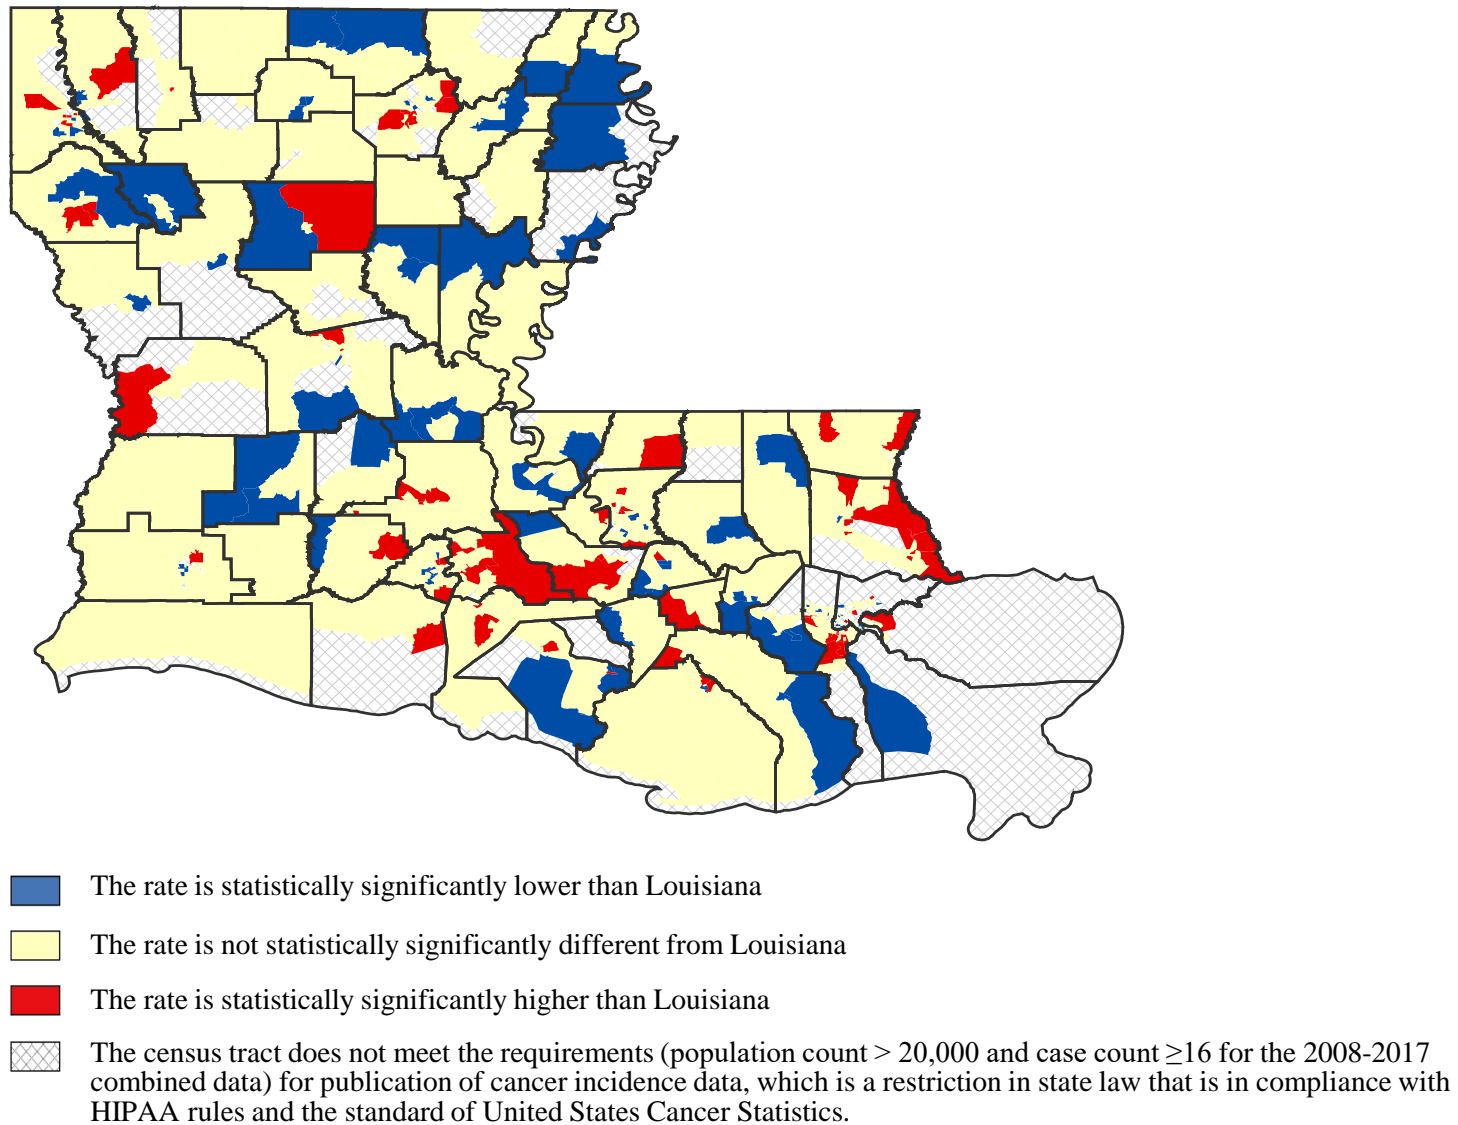 The rate is statistically significantly lower than Louisiana
The rate is not statistically significantly different from Louisiana
The rate is statistically significantly higher than Louisiana
The census tract does not meet the requirements (population count > 20,000 and case count ≥16 for the 2008-2017
combined data) for publication of cancer incidence data, which is a restriction in state law that is in compliance with
HIPAA rules and the standard of United States Cancer Statistics.